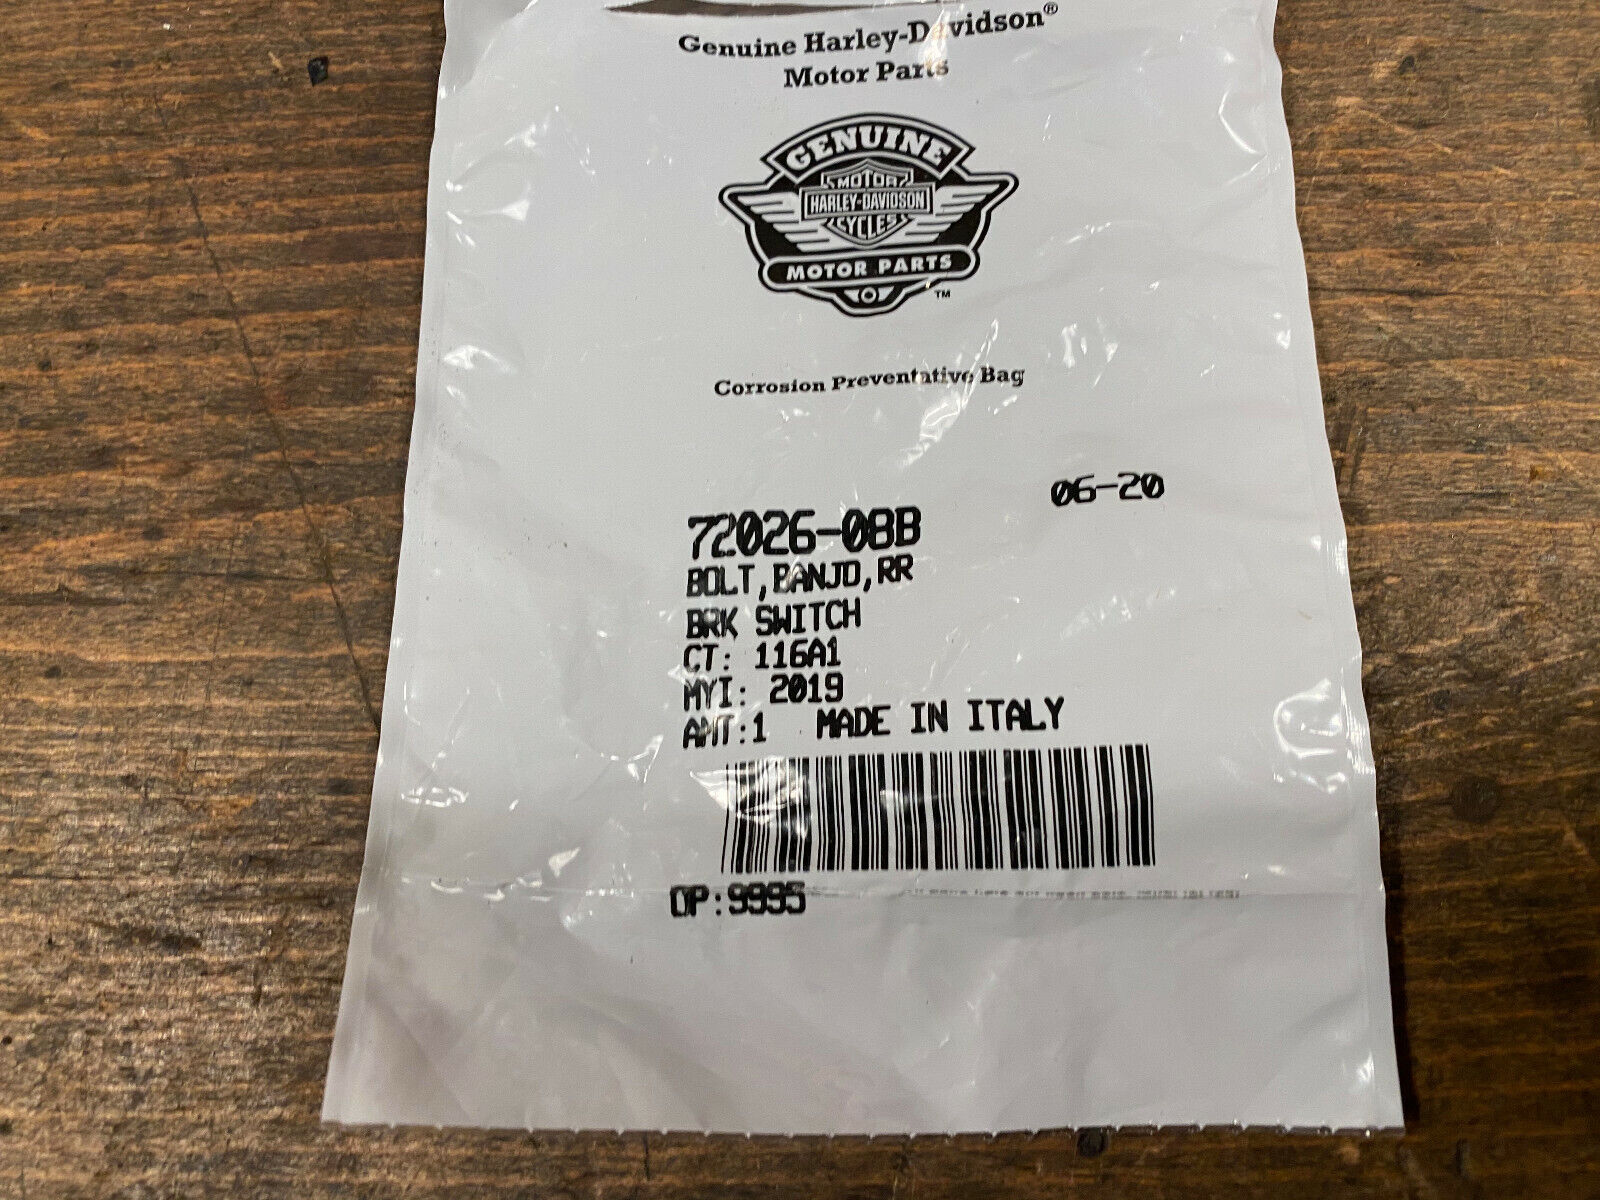 Genuine Harley-Davidson®
Motor Parts
GENUINE
MOTOR
HARLEY-DAVIDSON
CYCLES
MOTOR PARTS
™
Corrosion Preventative Bag
06-20
72026-08B
BOLT,BANJO,RR
BRK SWITCH
CT: 116A1
MYI: 2019
AMT:1 MADE IN ITALY
OP:9995